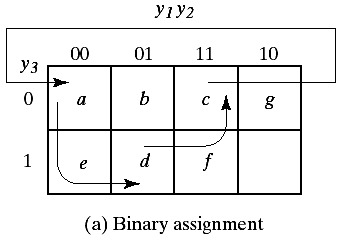 y1y2
y3 00 01 11 10
0 a b c g
1 e d f
(a) Binary assignment